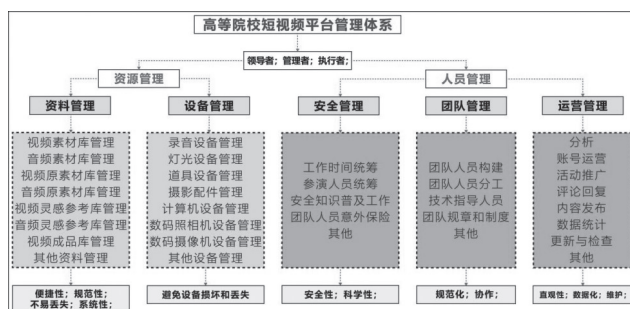 高等院校短视频平台管理体系
领导者；管理者；执行者；
资源管理
人员管理
资料管理
设备管理
安全管理
团队管理
运营管理
视频素材库管理
音频素材库管理
视频原素材库管理
音频原素材库管理
视频灵感参考库管理
音频灵感参考库管理
视频成品库管理
其他资料管理
录音设备管理
灯光设备管理
道具设备管理
摄影配件管理
计算机设备管理
数码照相机设备管理
数码摄像机设备管理
其他设备管理
工作时间统筹
参演人员统筹
安全知识普及工作
团队人员意外保险
其他
团队人员构建
团队人员分工
技术指导人员
团队规章和制度
其他
分析
账号运营
活动推广
评论回复
内容发布
数据统计
更新与检查
其他
便捷性；规范性；
不易丢失；系统性；
避免设备损坏和丢失
安全性；科学性；
规范化；协作；
直观性；数据化；维护；